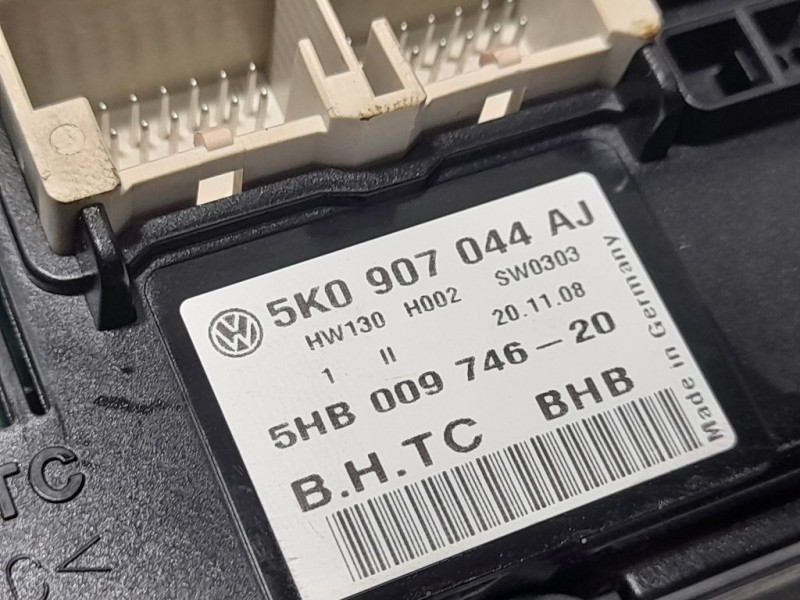 5K0 907 044 AJ
HW130 H002 SW0303
1 II 20.11.08
5HB 009 746-20
B.H.TC BHB
Made in Germany
TC
C<